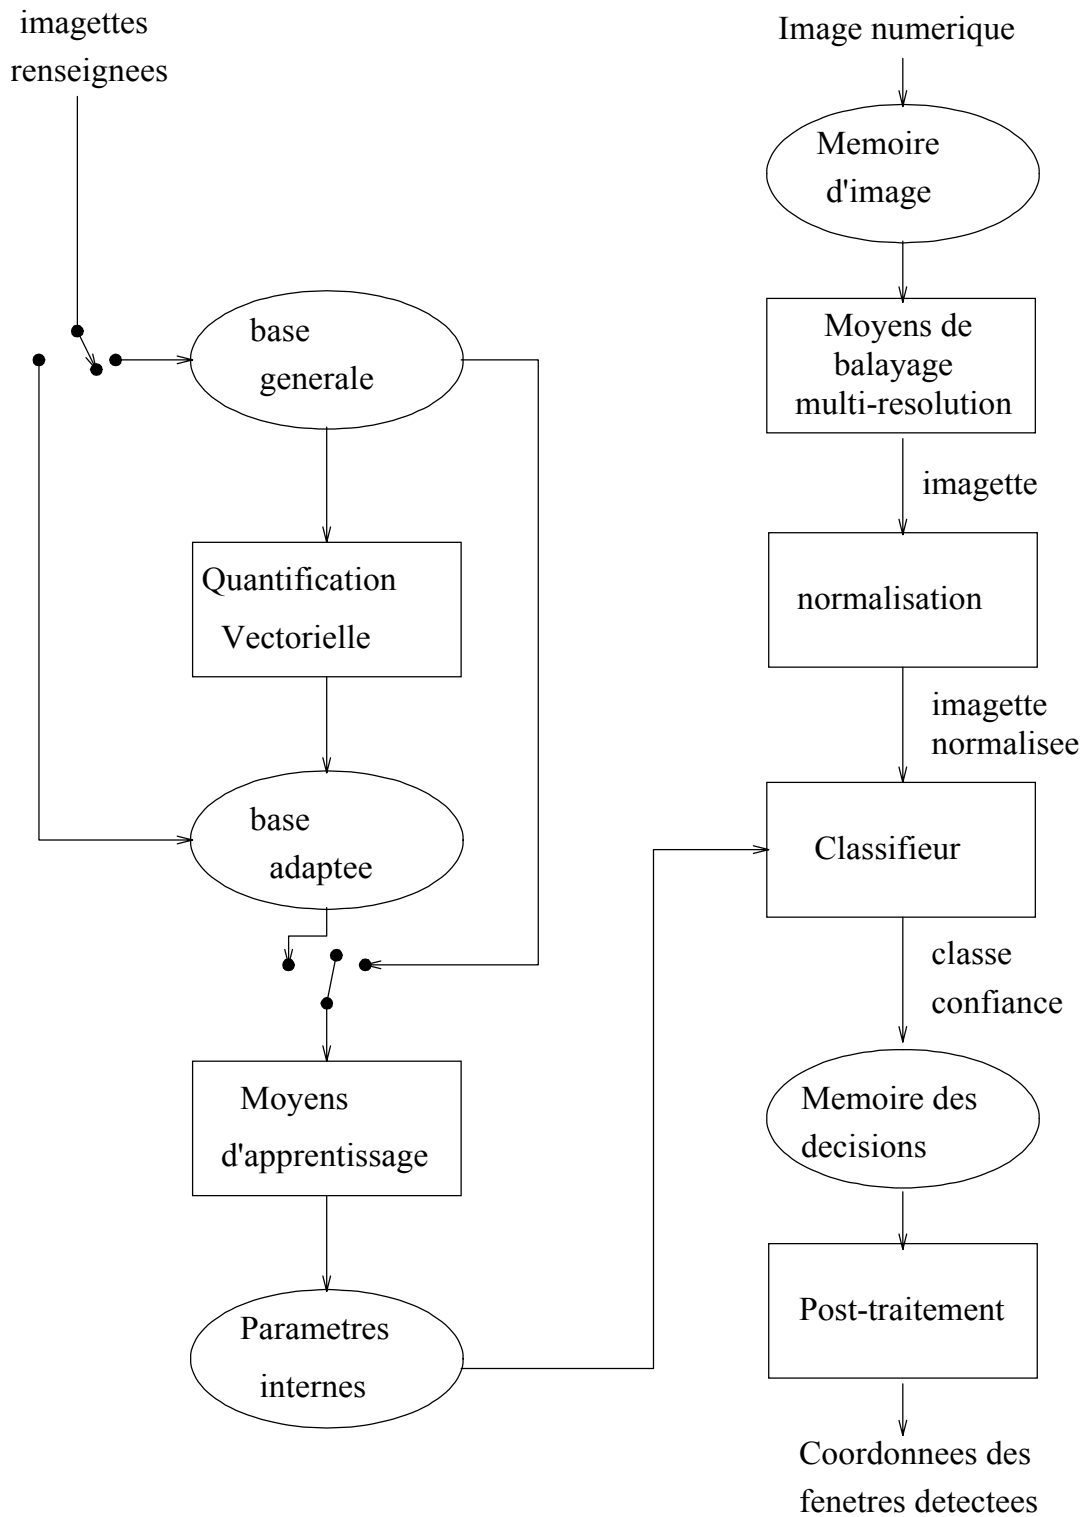 imagettes
renseignees
base
generale
Quantification
Vectorielle
base
adaptee
Moyens
d'apprentissage
Parametres
internes
Image numerique
Memoire
d'image
Moyens de
balayage
multi-resolution
imagette
normalisation
imagette
normalisee
Classifieur
classe
confiance
Memoire des
decisions
Post-traitement
Coordonnees des
fenetres detectees